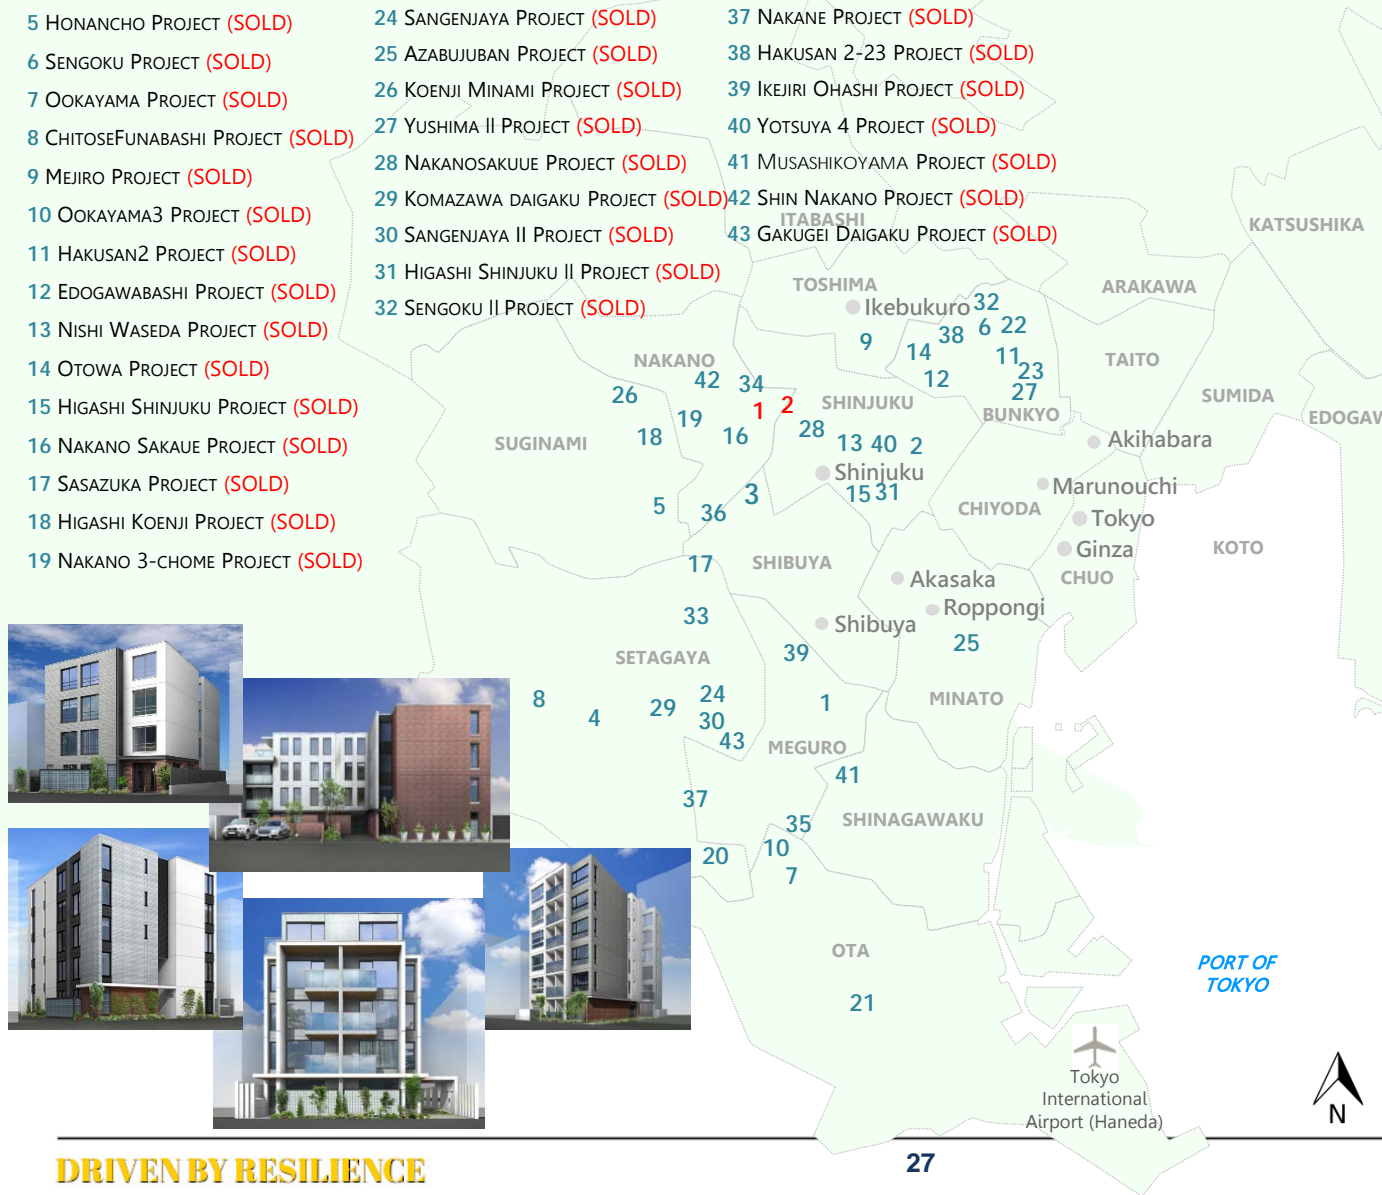 5 Honancho Project (SOLD)
6 Sengoku Project (SOLD)
7 Ookayama Project (SOLD)
8 ChitoseFunabashi Project (SOLD)
9 Mejiro Project (SOLD)
10 Ookayama3 Project (SOLD)
11 Hakusan2 Project (SOLD)
12 Edogawabashi Project (SOLD)
13 Nishi Waseda Project (SOLD)
14 Otowa Project (SOLD)
15 Higashi Shinjuku Project (SOLD)
16 Nakano Sakaue Project (SOLD)
17 Sasazuka Project (SOLD)
18 Higashi Koenji Project (SOLD)
19 Nakano 3-chome Project (SOLD)
24 Sangenjaya Project (SOLD)
25 Azabujuban Project (SOLD)
26 Koenji Minami Project (SOLD)
27 Yushima II Project (SOLD)
28 Nakanosakuue Project (SOLD)
29 Komazawa daigaku Project (SOLD)
30 Sangenjaya II Project (SOLD)
31 Higashi Shinjuku II Project (SOLD)
32 Sengoku II Project (SOLD)
37 Nakane Project (SOLD)
38 Hakusan 2-23 Project (SOLD)
39 Ikejiri Ohashi Project (SOLD)
40 Yotsuya 4 Project (SOLD)
41 Musashikoyama Project (SOLD)
42 Shin Nakano Project (SOLD)
43 Gakugei Daigaku Project (SOLD)
ITABASHI
KATSUSHIKA
TOSHIMA
ARAKAWA
Ikebukuro
32
6
22
38
9
14
11
23
12
27
TAITO
NAKANO
42
34
26
1
2
19
18
16
SHINJUKU
28
13
40
2
BUNKYO
SUMIDA
EDOGAW
SUGINAMI
Akihabara
Shinjuku
15
31
3
5
36
Marunouchi
CHIYODA
Tokyo
Ginza
KOTO
17
SHIBUYA
CHUO
Akasaka
Roppongi
33
Shibuya
25
39
SETAGAYA
8
4
29
24
30
43
1
MINATO
MEGURO
41
37
35
SHINAGAWAKU
20
10
7
OTA
21
PORT OF
TOKYO
Tokyo
International
Airport (Haneda)
N
DRIVEN BY RESILIENCE
27